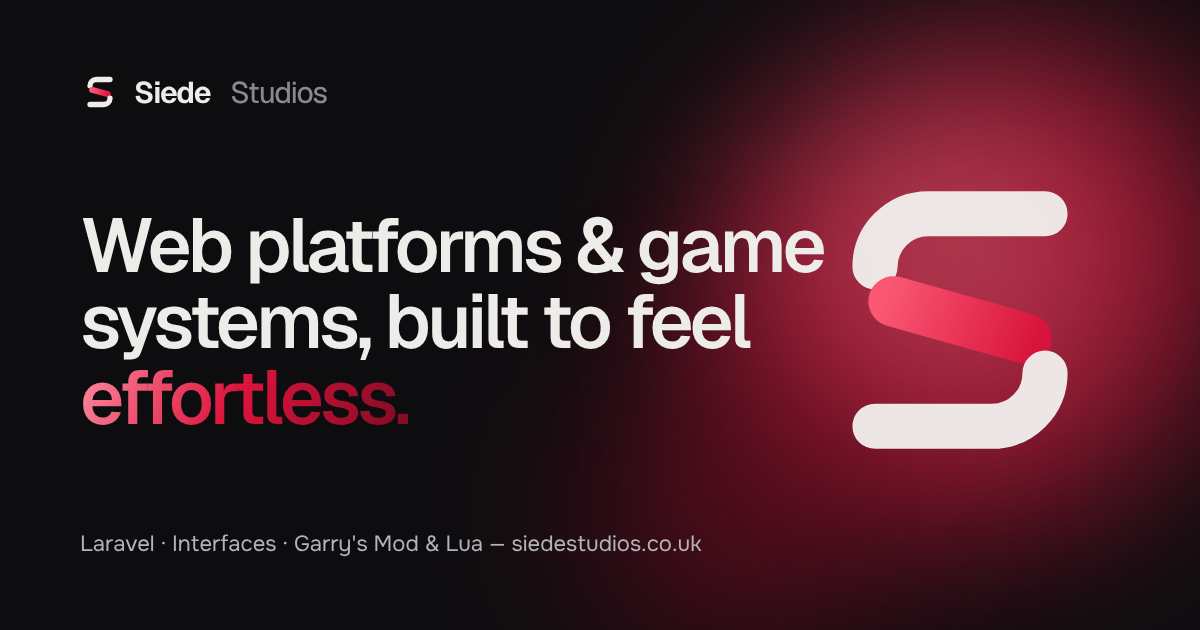 Siede Studios
Web platforms & game
systems, built to feel
effortless.
Laravel · Interfaces · Garry's Mod & Lua — siedestudios.co.uk